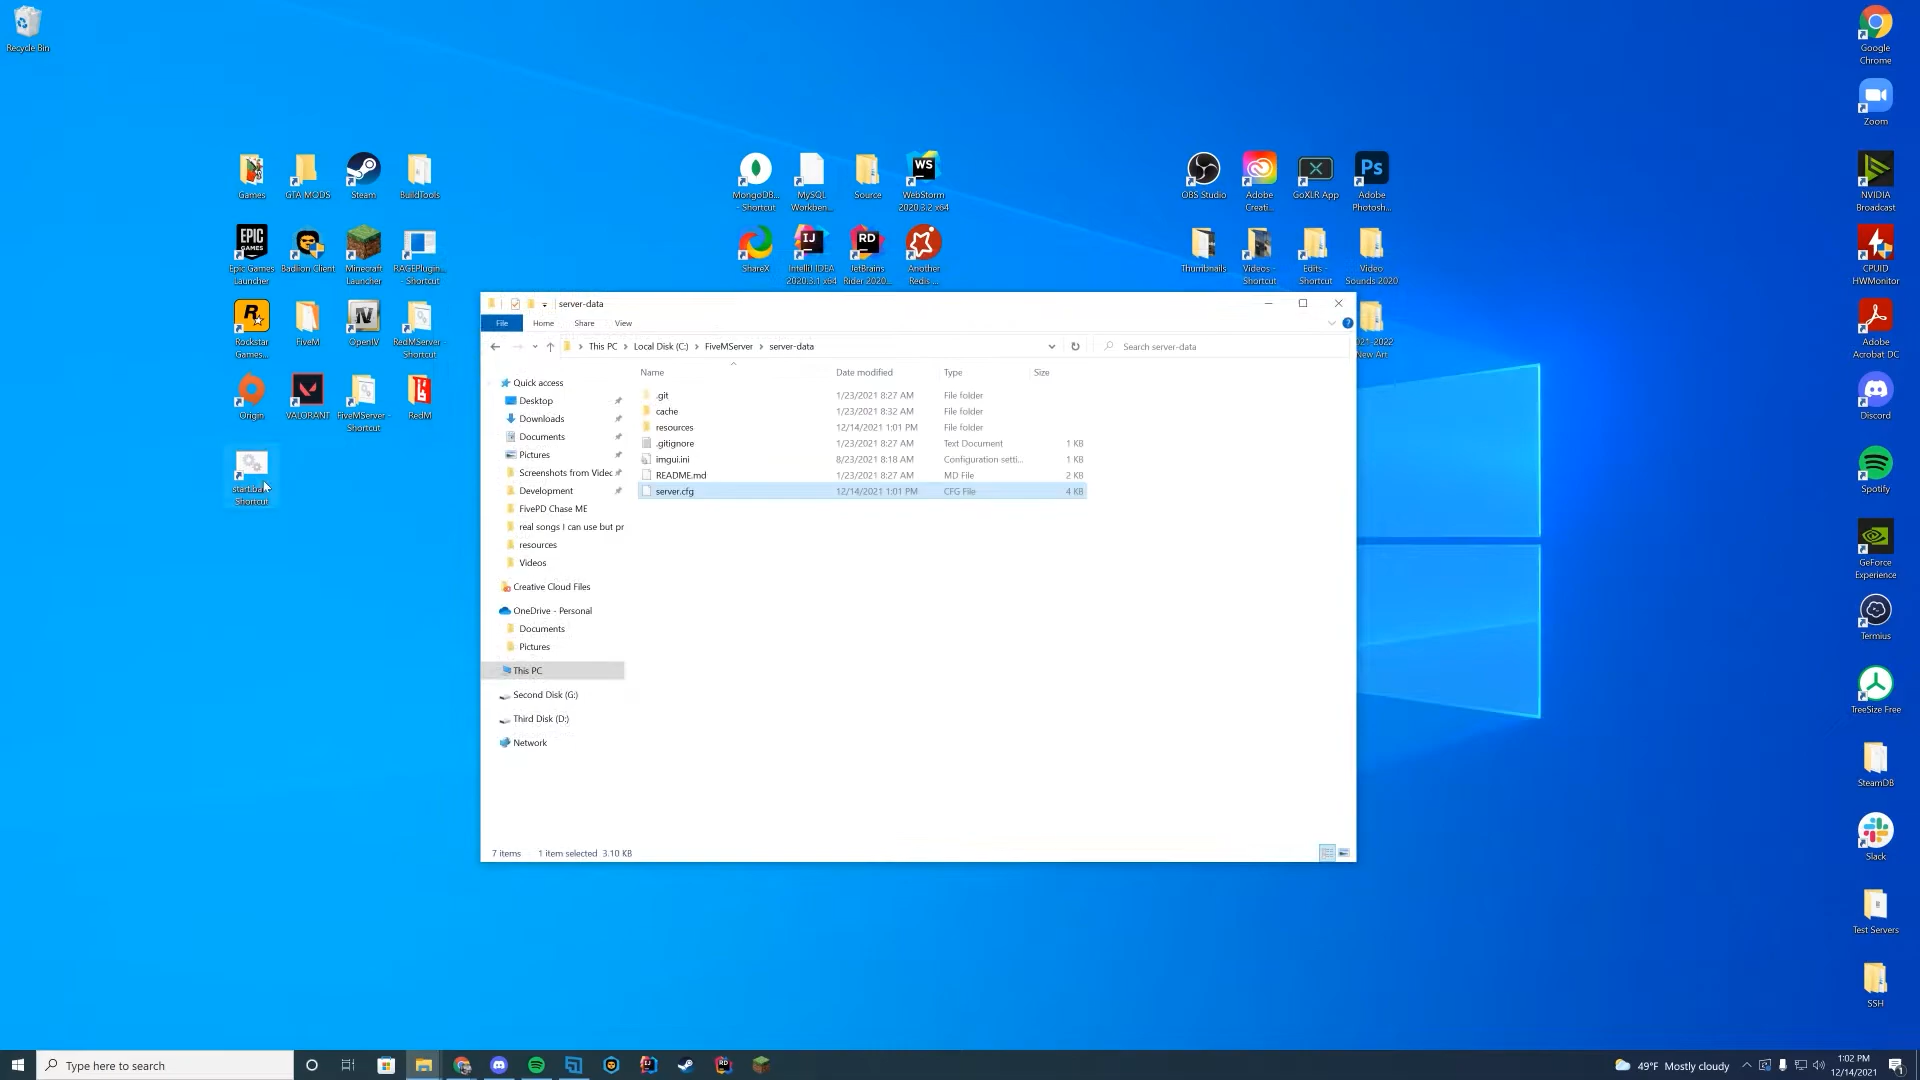 Recycle Bin
Games
GTA MODS
Steam
BuildTools
Epic Games
Launcher
Badlion Client
Minecraft
Launcher
RAGEPlugin...
- Shortcut
Rockstar
Games...
FiveM
OpenIV
RedMServer -
Shortcut
Origin
VALORANT
FiveMServer -
Shortcut
RedM
Shortcut
MongoDB...
- Shortcut
MySQL
Workben...
Source
WebStorm
2020.3.2 x64
ShareX
IntelliJ IDEA
2020.3.1 x64
JetBrains
Rider 2020...
Another
Redis ...
OBS Studio
Adobe
Creati...
GoXLR App
Adobe
Photosh...
Thumbnails
Videos -
Shortcut
Edits -
Shortcut
Video
Sounds 2020
New Art
Google
Chrome
Zoom
NVIDIA
Broadcast
CPUID
HWMonitor
Adobe
Acrobat DC
Discord
Spotify
GeForce
Experience
Termius
TreeSize Free
SteamDB
Slack
Test Servers
SSH
server-data
File Home Share View
This PC > Local Disk (C:) > FiveMServer > server-data
Search server-data
Name Date modified Type Size
.git 1/23/2021 8:27 AM File folder
cache 1/23/2021 8:32 AM File folder
resources 12/14/2021 1:01 PM File folder
.gitignore 1/23/2021 8:27 AM Text Document 1 KB
imgui.ini 8/23/2021 8:18 AM Configuration setti... 1 KB
README.md 1/23/2021 8:27 AM MD File 2 KB
server.cfg 12/14/2021 1:01 PM CFG File 4 KB
Quick access
Desktop
Downloads
Documents
Pictures
Screenshots from Videc
Development
FivePD Chase ME
real songs I can use but pr
resources
Videos
Creative Cloud Files
OneDrive - Personal
Documents
Pictures
This PC
Second Disk (G:)
Third Disk (D:)
Network
7 items 1 item selected 3.10 KB
Type here to search
49°F Mostly cloudy
1:02 PM
12/14/2021